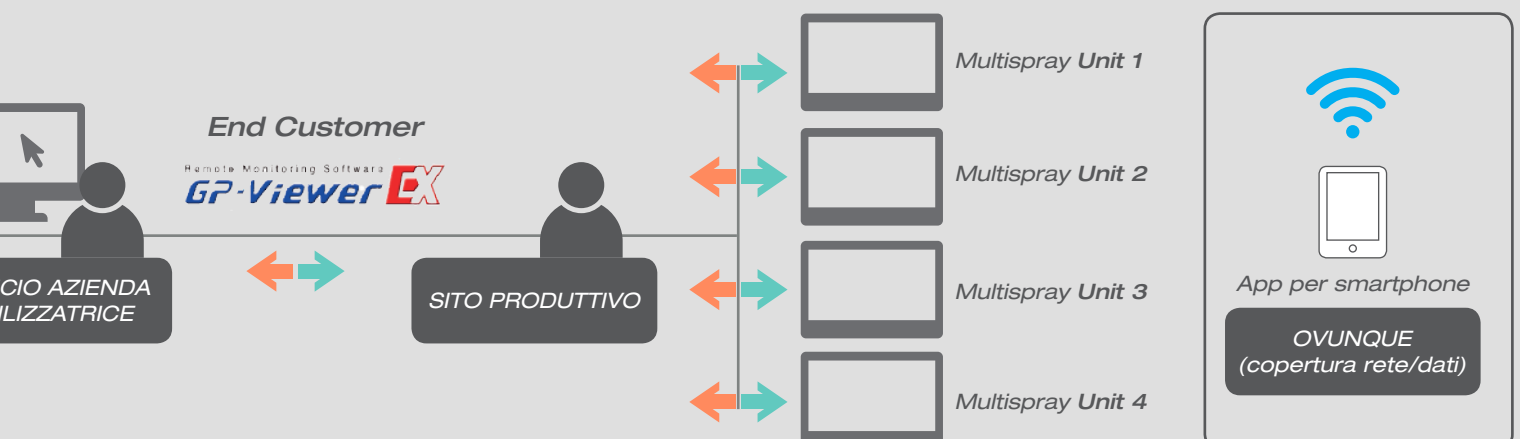 End Customer
Remote Monitoring Software
GP-Viewer EX
CIO AZIENDA
ILIZZATRICE
SITO PRODUTTIVO
Multispray Unit 1
Multispray Unit 2
Multispray Unit 3
Multispray Unit 4
App per smartphone
OVUNQUE
(copertura rete/dati)